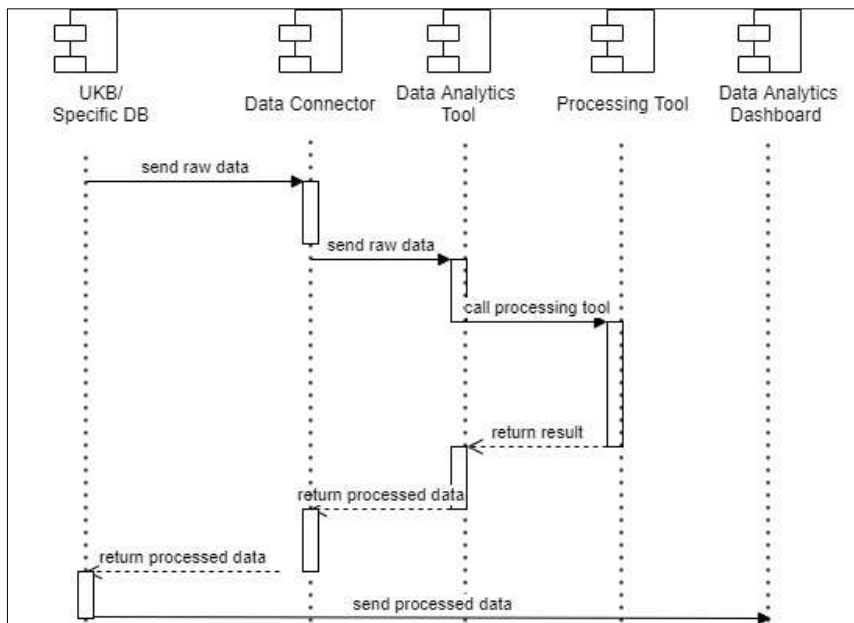 UKB/
Specific DB
Data Connector
Data Analytics
Tool
Processing Tool
Data Analytics
Dashboard
send raw data
send raw data
call processing tool
return result
return processed data
return processed data
send processed data